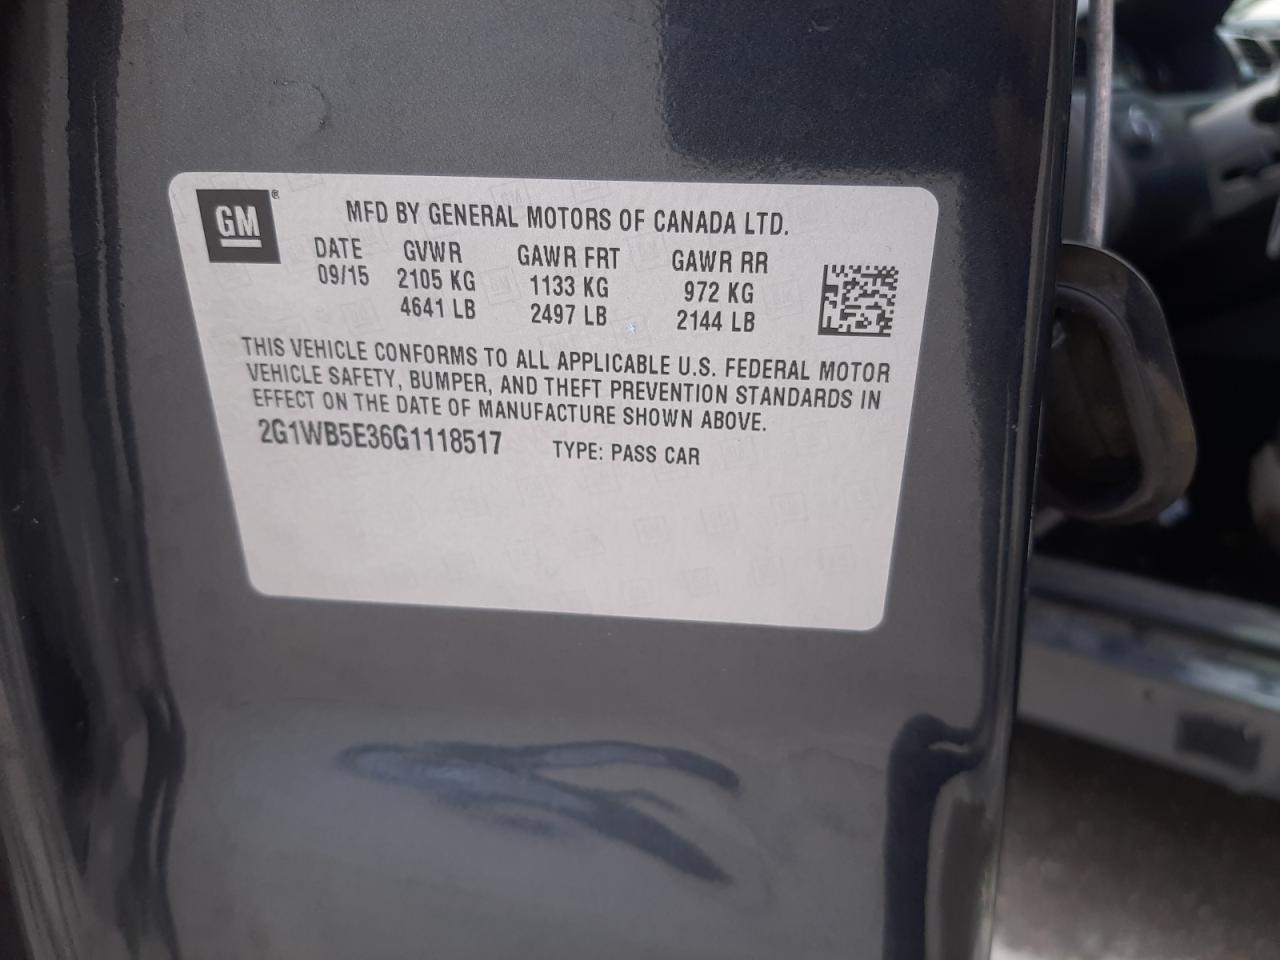 GM®
MFD BY GENERAL MOTORS OF CANADA LTD.
DATE GVWR GAWR FRT GAWR RR
09/15 2105 KG 1133 KG 972 KG
4641 LB 2497 LB 2144 LB
THIS VEHICLE CONFORMS TO ALL APPLICABLE U.S. FEDERAL MOTOR
VEHICLE SAFETY, BUMPER, AND THEFT PREVENTION STANDARDS IN
EFFECT ON THE DATE OF MANUFACTURE SHOWN ABOVE.
2G1WB5E36G1118517 TYPE: PASS CAR